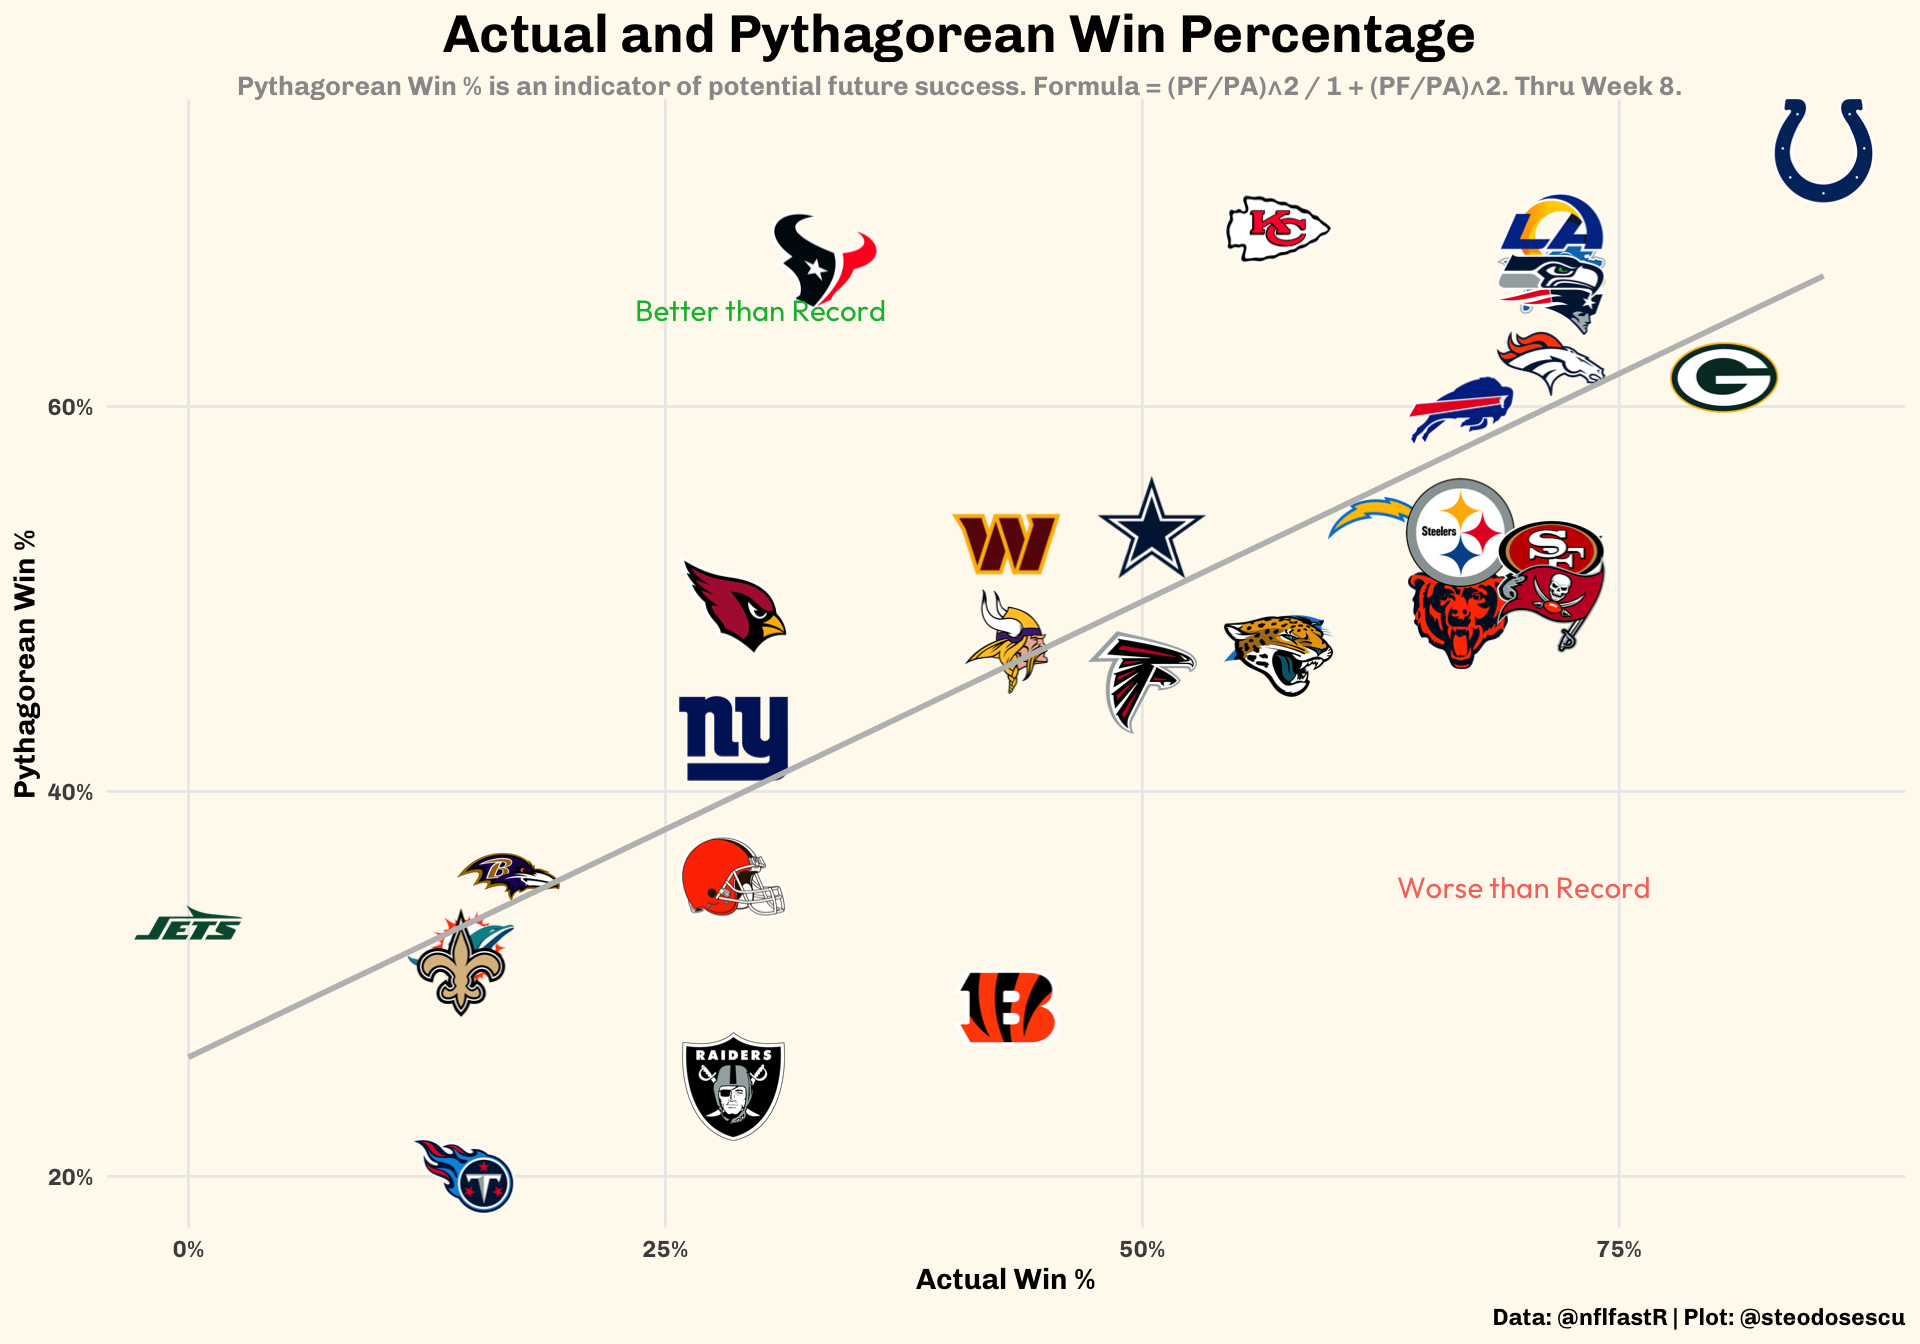 Actual and Pythagorean Win Percentage
Pythagorean Win % is an indicator of potential future success. Formula = (PF/PA)^2 / 1 + (PF/PA)^2. Thru Week 8.
KC
LA
Better than Record
60%
G
Steelers
SF
W
Pythagorean Win %
ny
40%
B
Worse than Record
JETS
B
RAIDERS
T
20%
0%
25%
50%
75%
Actual Win %
Data: @nflfastR | Plot: @steodosescu